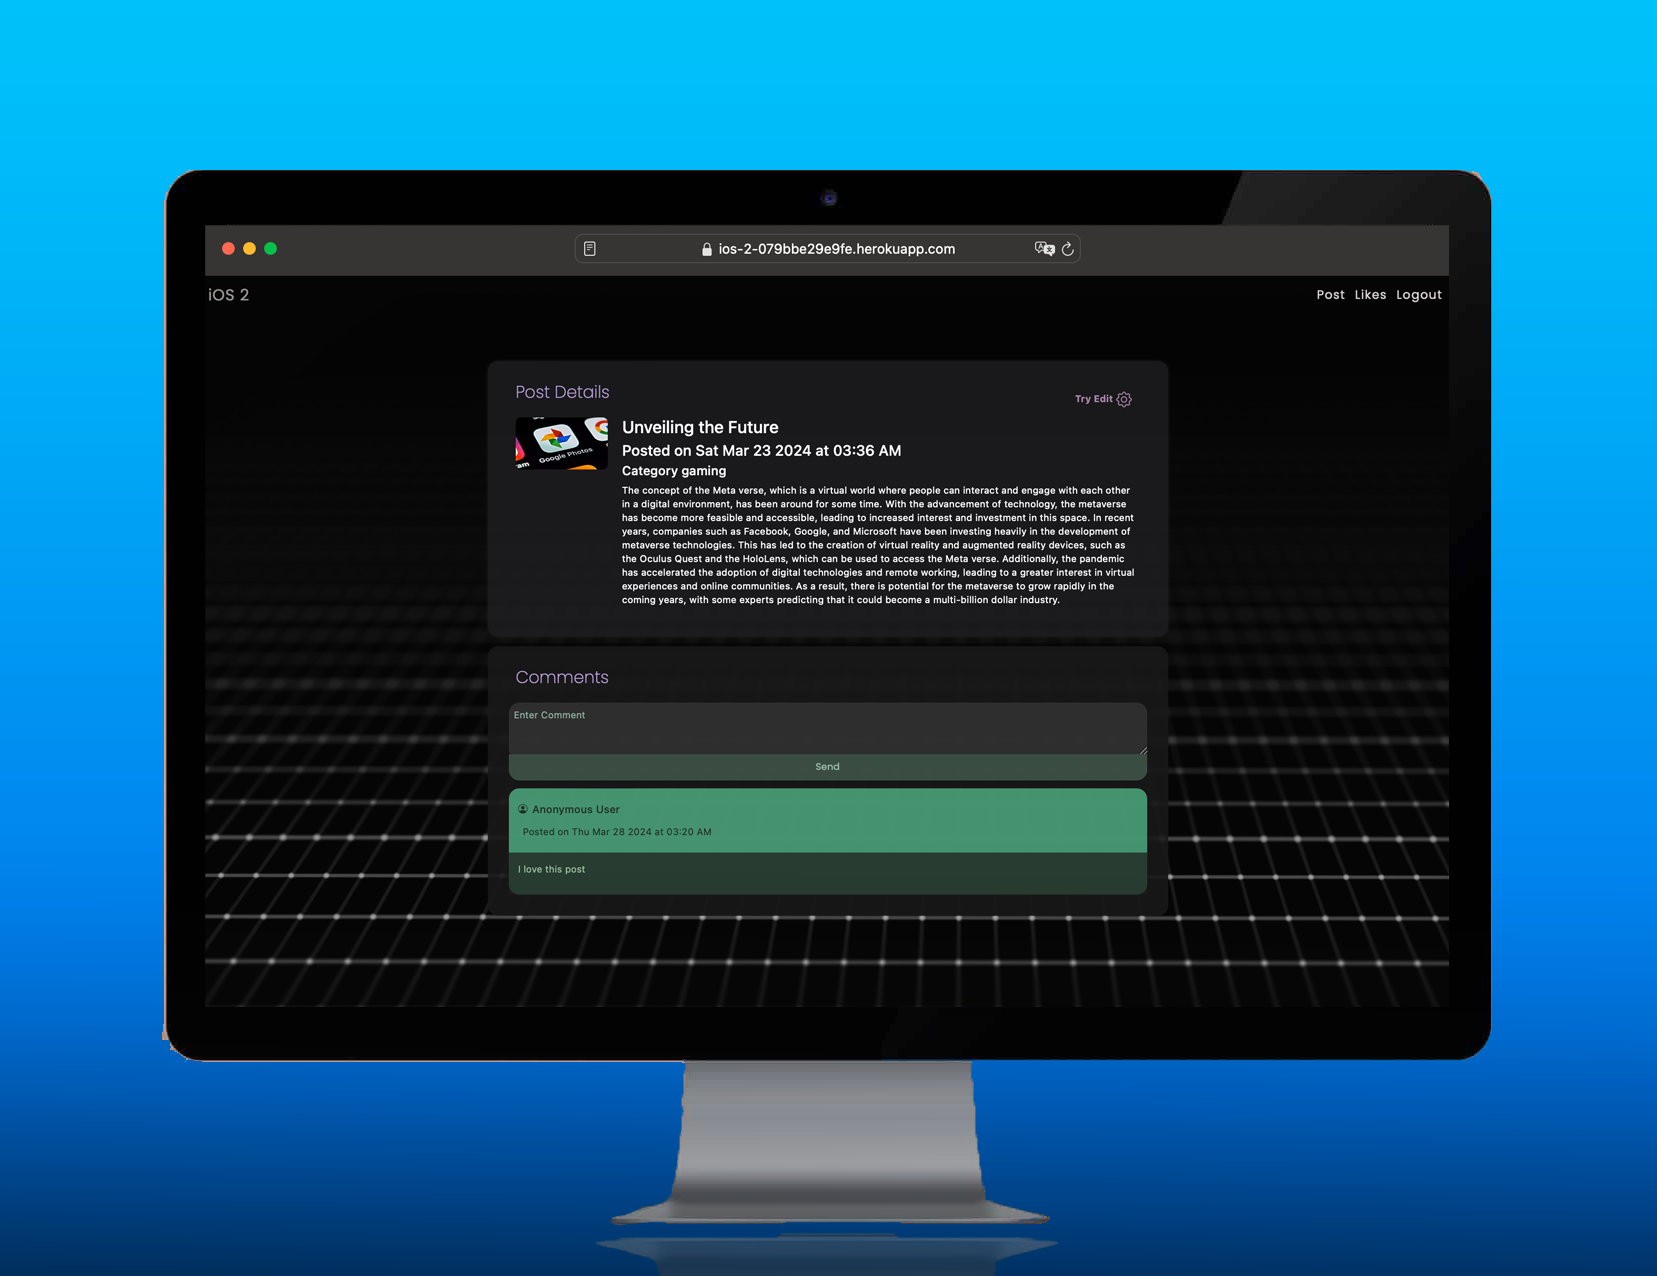 ios-2-079bbe29e9fe.herokuapp.com
iOS 2
Post Likes Logout
Post Details
Try Edit
am
Google Photos
Unveiling the Future
Posted on Sat Mar 23 2024 at 03:36 AM
Category gaming
The concept of the Meta verse, which is a virtual world where people can interact and engage with each other
in a digital environment, has been around for some time. With the advancement of technology, the metaverse
has become more feasible and accessible, leading to increased interest and investment in this space. In recent
years, companies such as Facebook, Google, and Microsoft have been investing heavily in the development of
metaverse technologies. This has led to the creation of virtual reality and augmented reality devices, such as
the Oculus Quest and the HoloLens, which can be used to access the Meta verse. Additionally, the pandemic
has accelerated the adoption of digital technologies and remote working, leading to a greater interest in virtual
experiences and online communities. As a result, there is potential for the metaverse to grow rapidly in the
coming years, with some experts predicting that it could become a multi-billion dollar industry.
Comments
Enter Comment
Send
Anonymous User
Posted on Thu Mar 28 2024 at 03:20 AM
I love this post